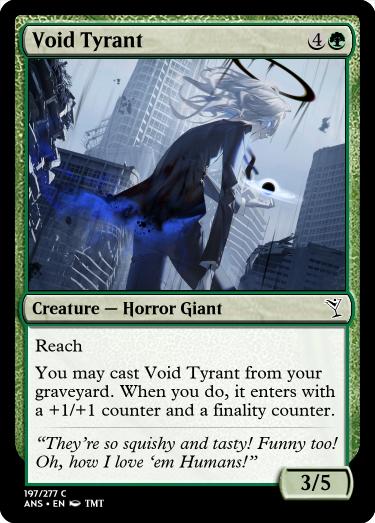 Void Tyrant 4
Creature — Horror Giant
Reach
You may cast Void Tyrant from your
graveyard. When you do, it enters with
a +1/+1 counter and a finality counter.
“They’re so squishy and tasty! Funny too!
Oh, how I love ‘em Humans!”
3/5
197/277 C
ANS • EN TMT